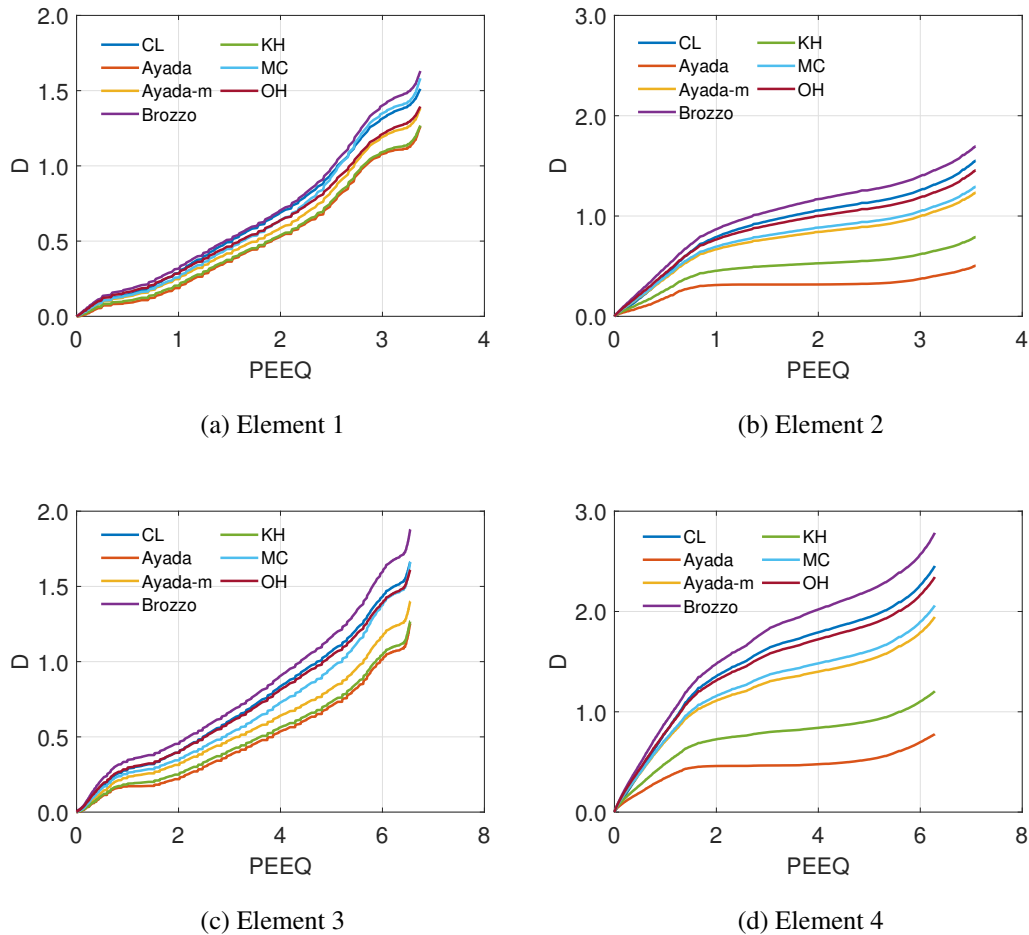 2.0
1.5
1.0
0.5
0.0
D
CL
Ayada
Ayada-m
Brozzo
KH
MC
OH
0 1 2 3 4
PEEQ
(a) Element 1
3.0
2.0
1.0
0.0
D
CL
Ayada
Ayada-m
Brozzo
KH
MC
OH
0 1 2 3 4
PEEQ
(b) Element 2
2.0
1.5
1.0
0.5
0.0
D
CL
Ayada
Ayada-m
Brozzo
KH
MC
OH
0 2 4 6 8
PEEQ
(c) Element 3
3.0
2.0
1.0
0.0
D
CL
Ayada
Ayada-m
Brozzo
KH
MC
OH
0 2 4 6 8
PEEQ
(d) Element 4